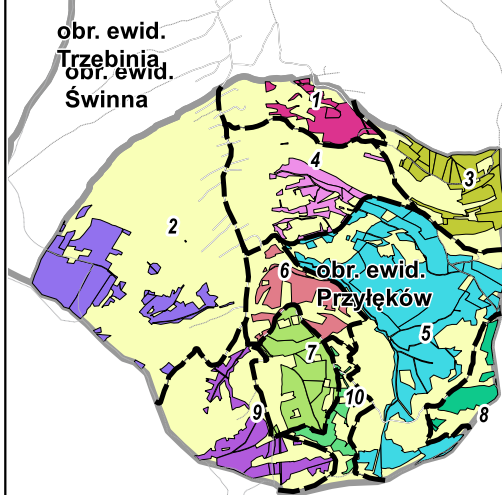 obr. ewid.
Trzebinia
obr. ewid.
Świnna
1
4
3
2
6
obr. ewid.
Przyłęków
5
7
10
9
8